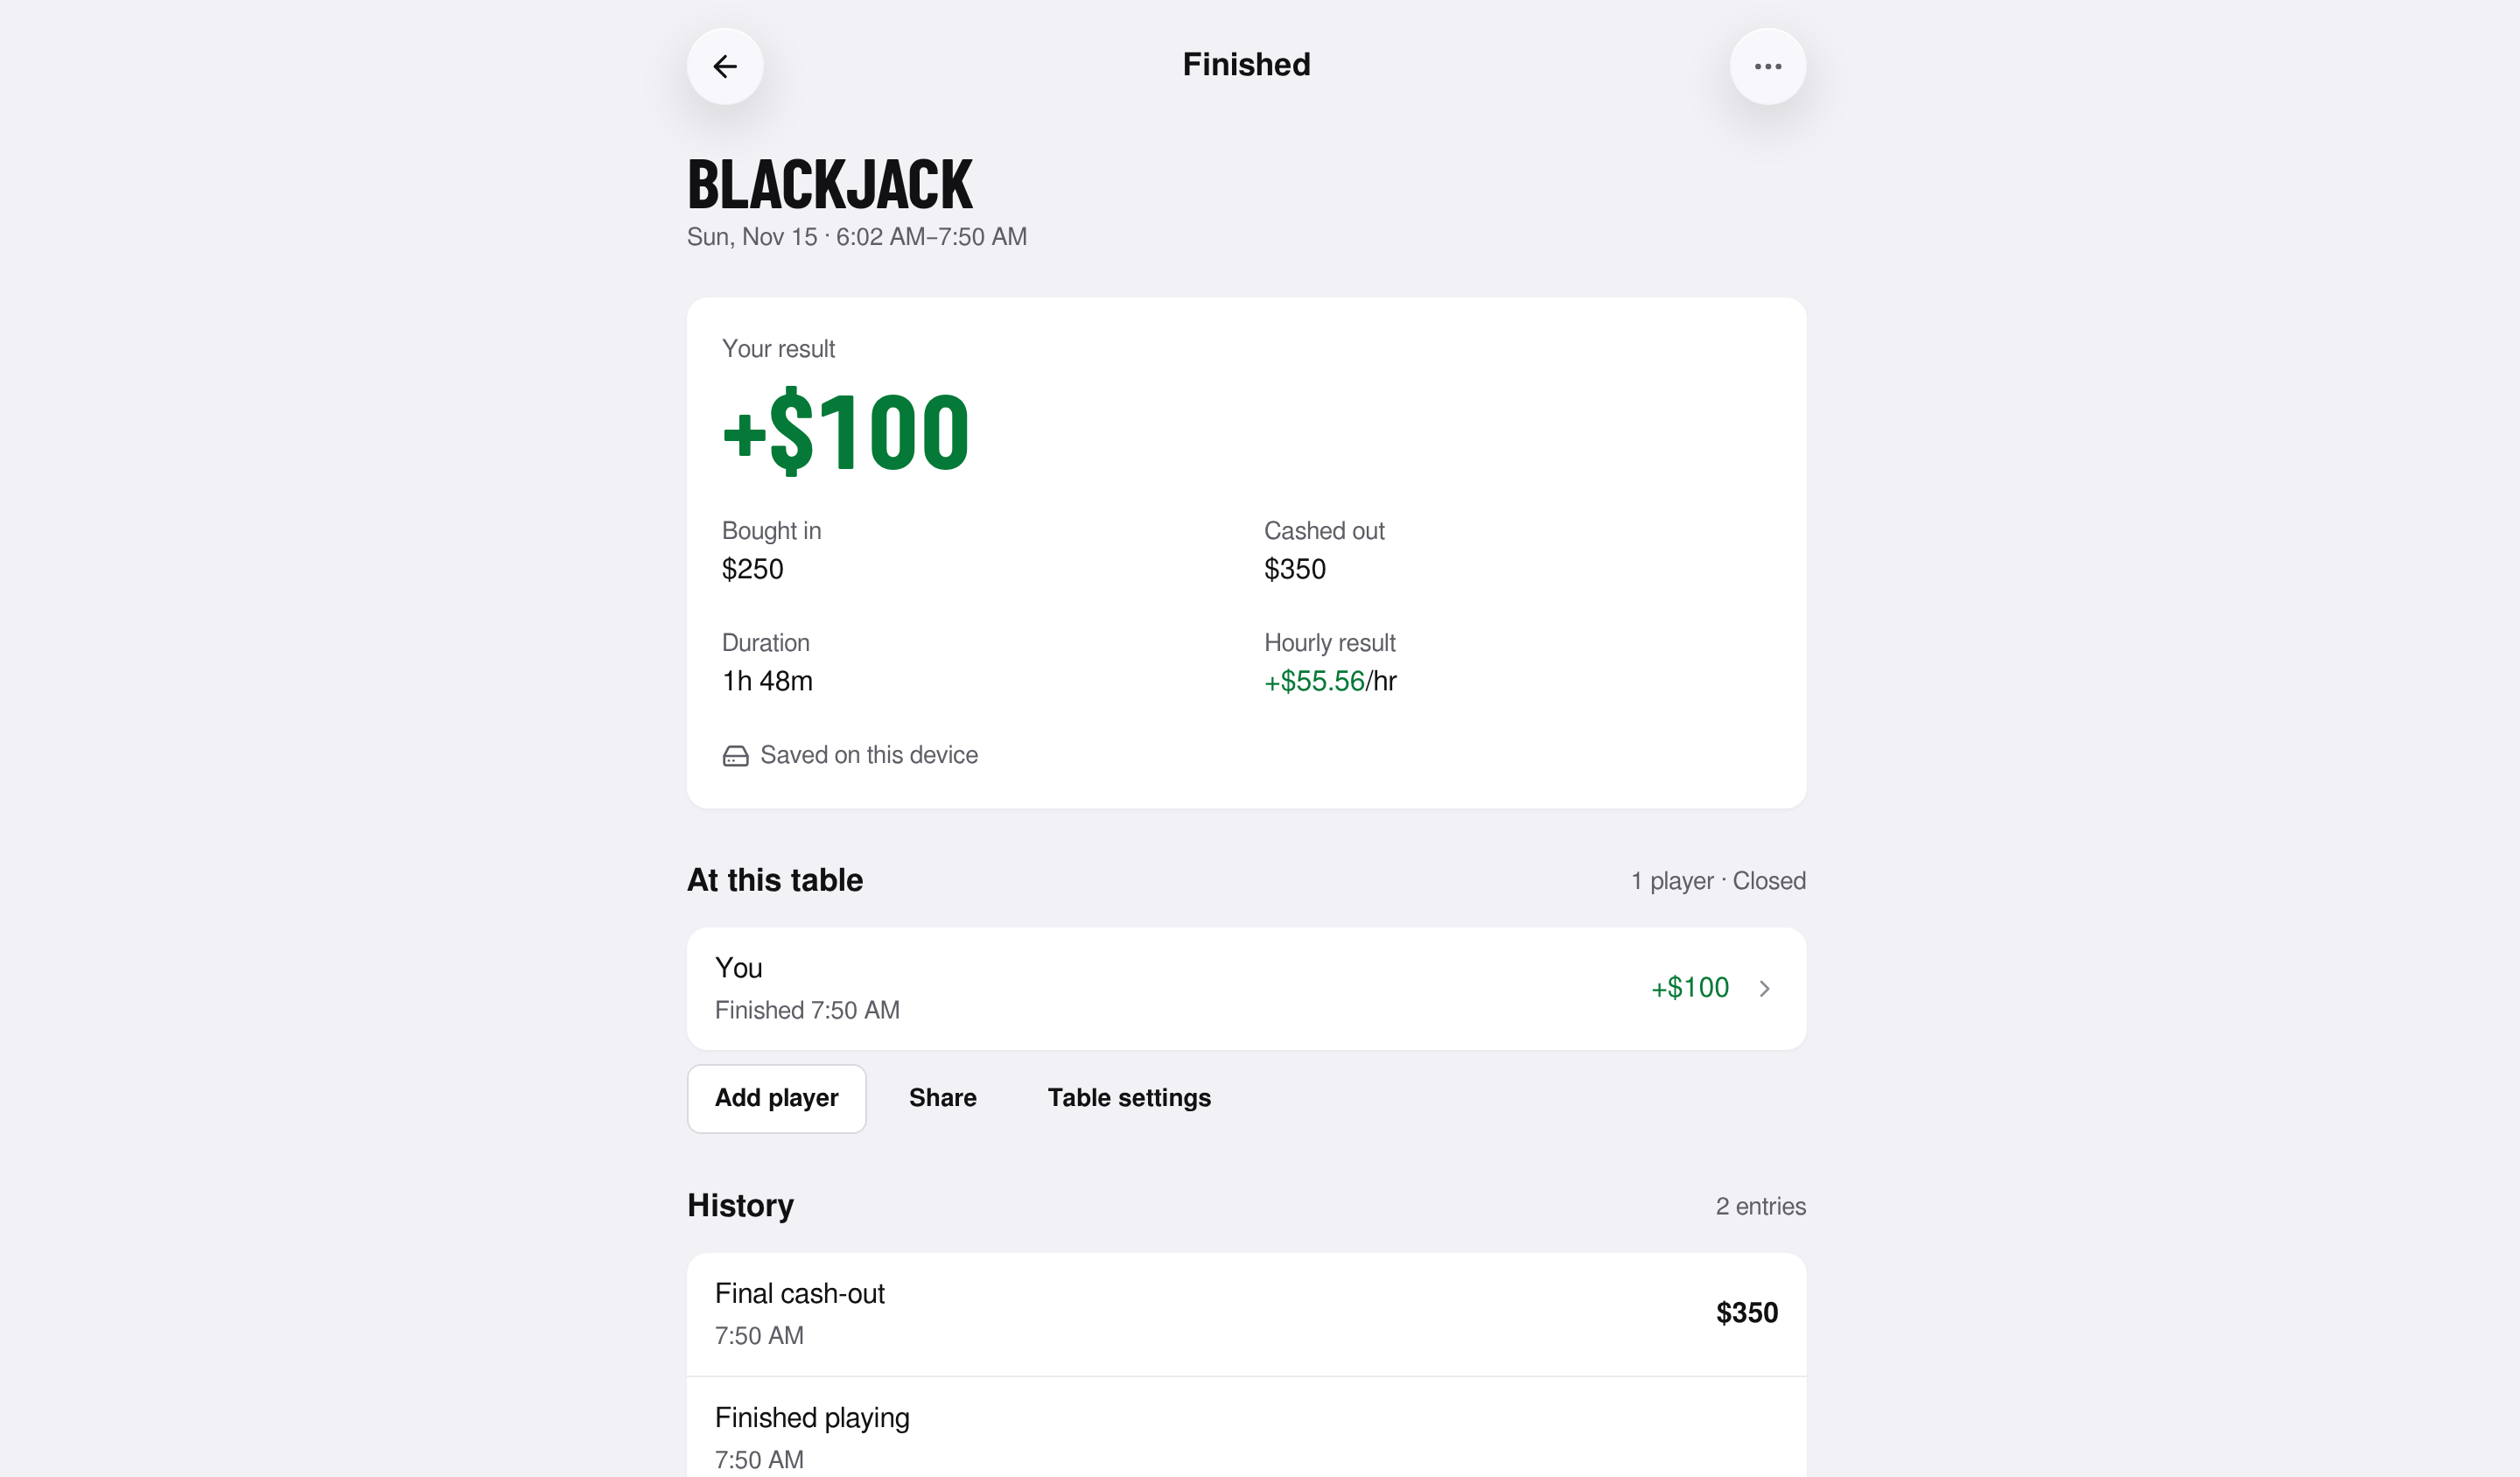 Finished
BLACKJACK
Sun, Nov 15 · 6:02 AM–7:50 AM
Your result
+$100
Bought in
Cashed out
$250
$350
Duration
Hourly result
1h 48m
+$55.56/hr
Saved on this device
At this table
1 player · Closed
You
+$100
Finished 7:50 AM
Add player
Share
Table settings
History
2 entries
Final cash-out
$350
7:50 AM
Finished playing
7:50 AM